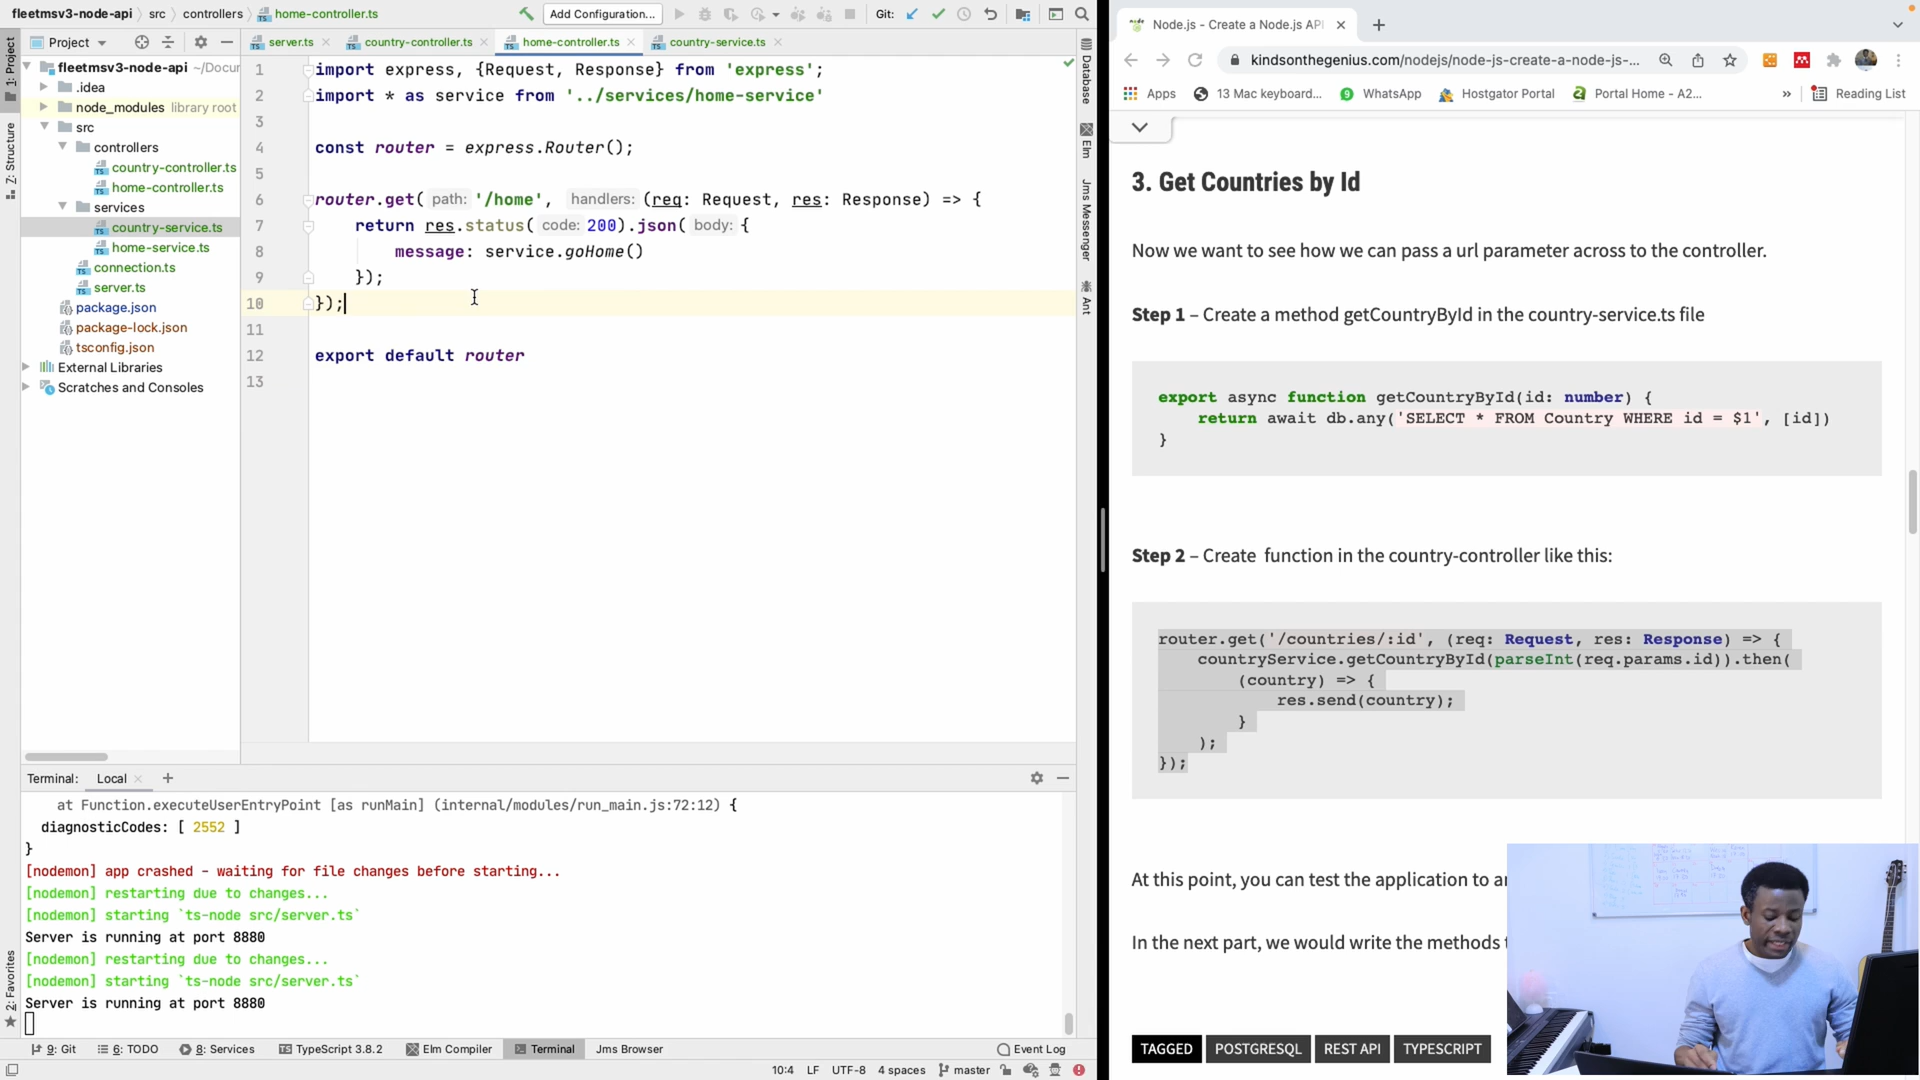 fleetmsv3-node-api
src
controllers
home-controller.ts
Add Configuration...
Git:
Project
server.ts
country-controller.ts
home-controller.ts
country-service.ts
1: Project
Z: Structure
2: Favorites
fleetmsv3-node-api ~/Docur
.idea
node_modules library root
src
controllers
country-controller.ts
home-controller.ts
services
country-service.ts
home-service.ts
connection.ts
server.ts
package.json
package-lock.json
tsconfig.json
External Libraries
Scratches and Consoles
1 import express, {Request, Response} from 'express';
2 import * as service from '../services/home-service'
3
4 const router = express.Router();
5
6 router.get( path: '/home', handlers: (req: Request, res: Response) => {
7 return res.status( code: 200).json( body: {
8 message: service.goHome()
9 });
10 });
11
12 export default router
13
Database
Elm
Jms Messenger
Ant
Terminal: Local +
at Function.executeUserEntryPoint [as runMain] (internal/modules/run_main.js:72:12) {
diagnosticCodes: [ 2552 ]
}
[nodemon] app crashed - waiting for file changes before starting...
[nodemon] restarting due to changes...
[nodemon] starting `ts-node src/server.ts`
Server is running at port 8880
[nodemon] restarting due to changes...
[nodemon] starting `ts-node src/server.ts`
Server is running at port 8880
9: Git
6: TODO
8: Services
TypeScript 3.8.2
Elm Compiler
Terminal
Jms Browser
Event Log
10:4 LF UTF-8 4 spaces master
Node.js - Create a Node.js API
kindsonthegenius.com/nodejs/node-js-create-a-node-js-...
Apps
13 Mac keyboard...
WhatsApp
Hostgator Portal
Portal Home - A2...
»
Reading List
3. Get Countries by Id
Now we want to see how we can pass a url parameter across to the controller.
Step 1 – Create a method getCountryById in the country-service.ts file
export async function getCountryById(id: number) {
return await db.any('SELECT * FROM Country WHERE id = $1', [id])
}
Step 2 – Create function in the country-controller like this:
router.get('/countries/:id', (req: Request, res: Response) => {
countryService.getCountryById(parseInt(req.params.id)).then(
(country) => {
res.send(country);
}
);
});
At this point, you can test the application to
In the next part, we would write the methods
TAGGED
POSTGRESQL
REST API
TYPESCRIPT